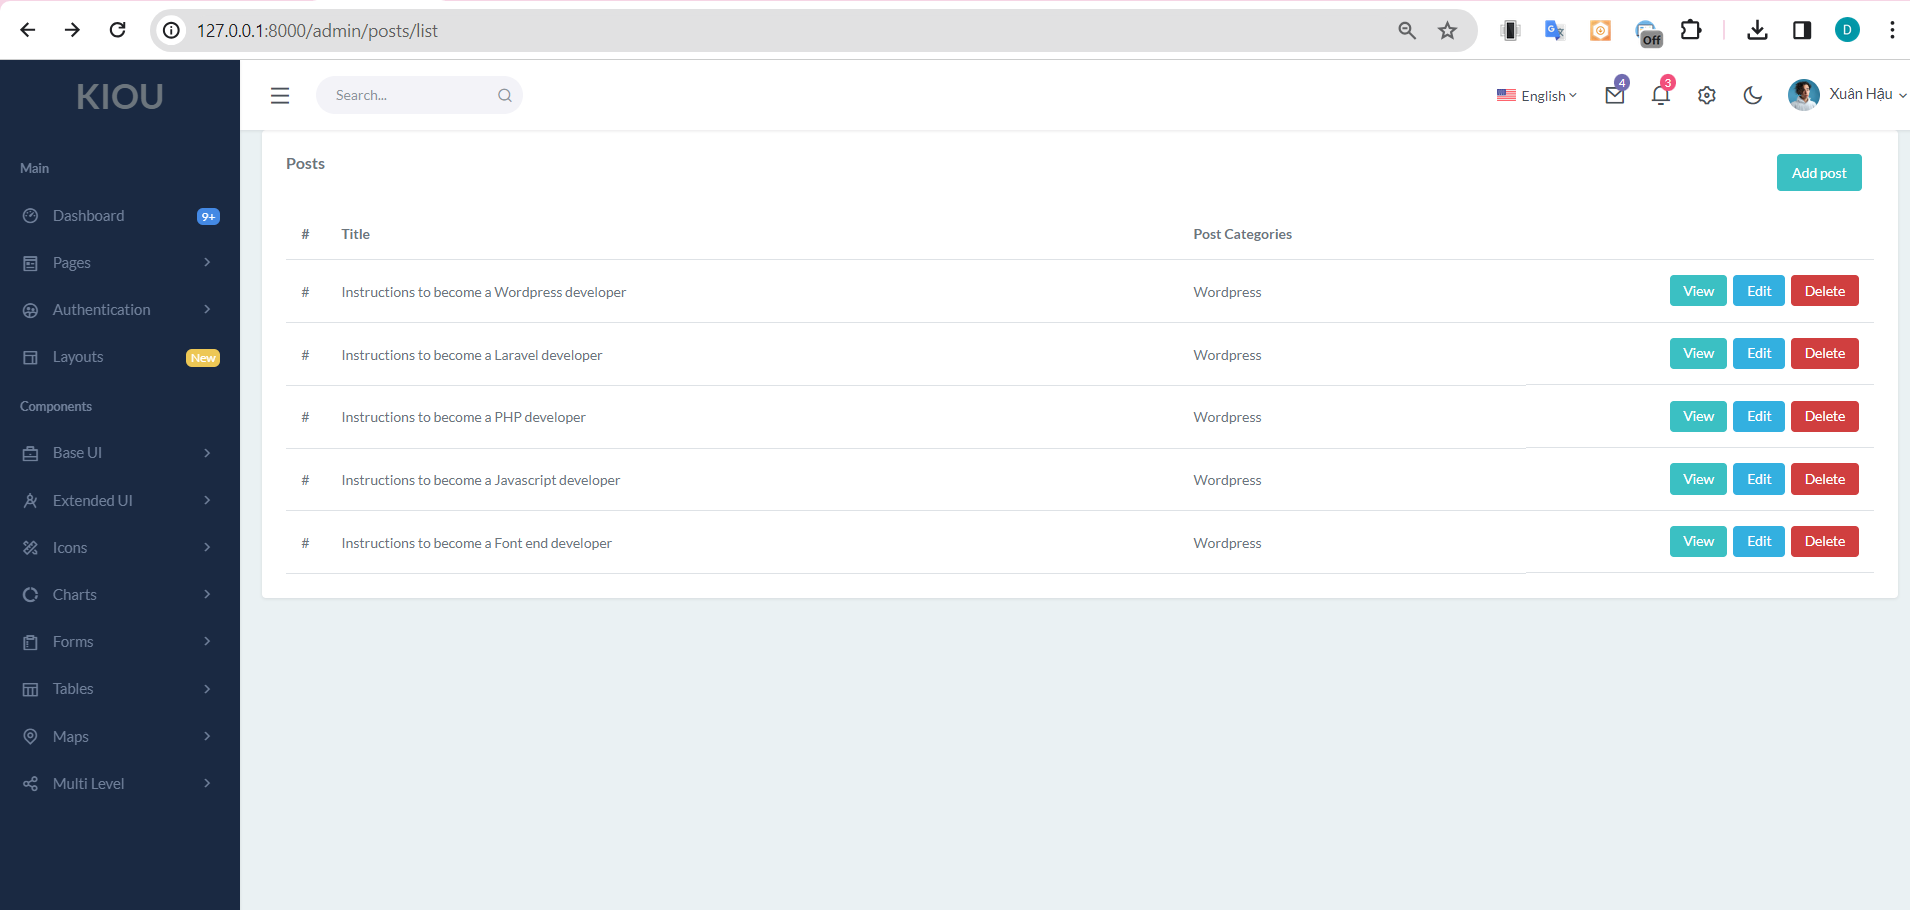 127.0.0.1:8000/admin/posts/list
Off
D
KIOU
Search...
English
4
3
Xuân Hậu
Main
Dashboard 9+
Pages
Authentication
Layouts New
Components
Base UI
Extended UI
Icons
Charts
Forms
Tables
Maps
Multi Level
Posts
Add post
# Title Post Categories
# Instructions to become a Wordpress developer Wordpress View Edit Delete
# Instructions to become a Laravel developer Wordpress View Edit Delete
# Instructions to become a PHP developer Wordpress View Edit Delete
# Instructions to become a Javascript developer Wordpress View Edit Delete
# Instructions to become a Font end developer Wordpress View Edit Delete